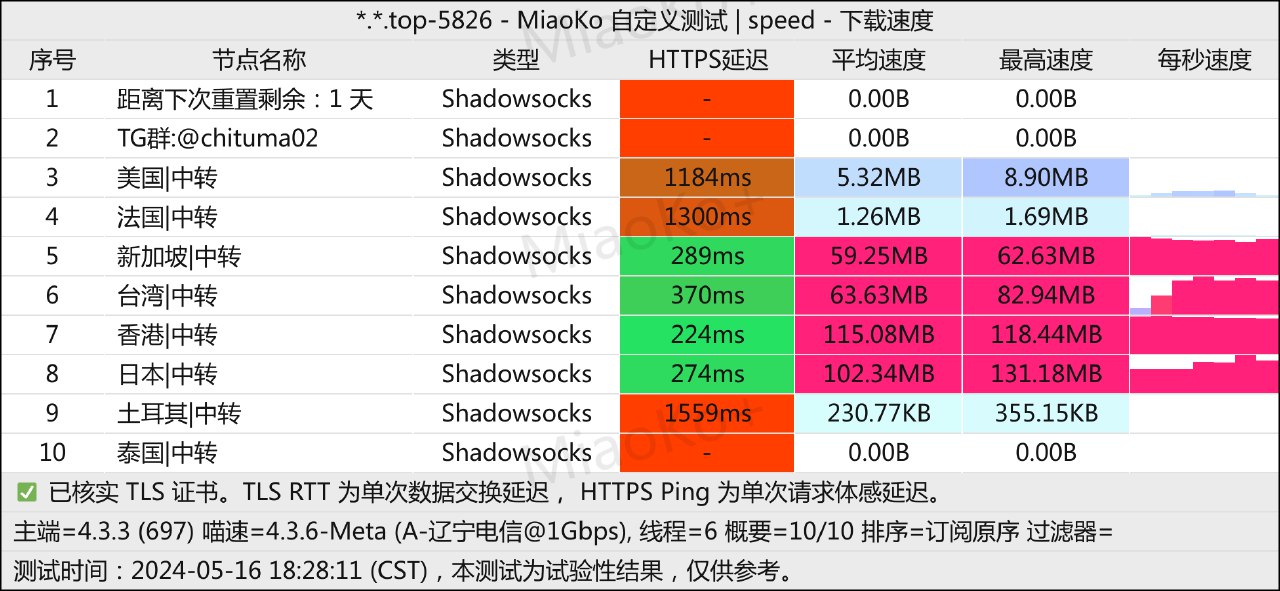 *.*.top-5826 - MiaoKo 自定义测试 | speed - 下载速度
序号 节点名称 类型 HTTPS延迟 平均速度 最高速度 每秒速度
1 距离下次重置剩余：1 天 Shadowsocks - 0.00B 0.00B
2 TG群:@chituma02 Shadowsocks - 0.00B 0.00B
3 美国|中转 Shadowsocks 1184ms 5.32MB 8.90MB
4 法国|中转 Shadowsocks 1300ms 1.26MB 1.69MB
5 新加坡|中转 Shadowsocks 289ms 59.25MB 62.63MB
6 台湾|中转 Shadowsocks 370ms 63.63MB 82.94MB
7 香港|中转 Shadowsocks 224ms 115.08MB 118.44MB
8 日本|中转 Shadowsocks 274ms 102.34MB 131.18MB
9 土耳其|中转 Shadowsocks 1559ms 230.77KB 355.15KB
10 泰国|中转 Shadowsocks - 0.00B 0.00B
✅ 已核实 TLS 证书。TLS RTT 为单次数据交换延迟， HTTPS Ping 为单次请求体感延迟。
主端=4.3.3 (697) 喵速=4.3.6-Meta (A-辽宁电信@1Gbps), 线程=6 概要=10/10 排序=订阅原序 过滤器=
测试时间：2024-05-16 18:28:11 (CST)，本测试为试验性结果，仅供参考。
MiaoKo+
MiaoKo+
MiaoKo+